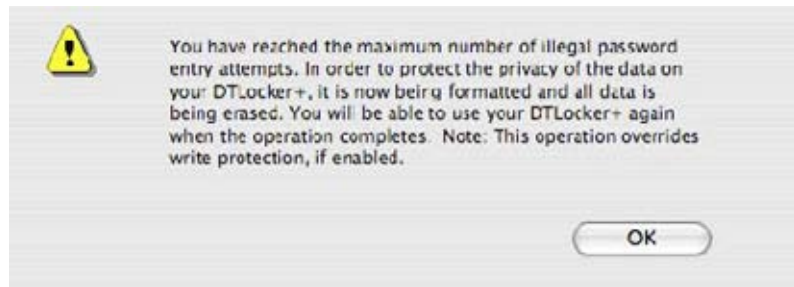 You have reached the maximum number of illegal password
entry attempts. In order to protect the privacy of the data on
your DTLocker+, it is now being formatted and all data is
being erased. You will be able to use your DTLocker+ again
when the operation completes. Note: This operation overrides
write protection, if enabled.
OK